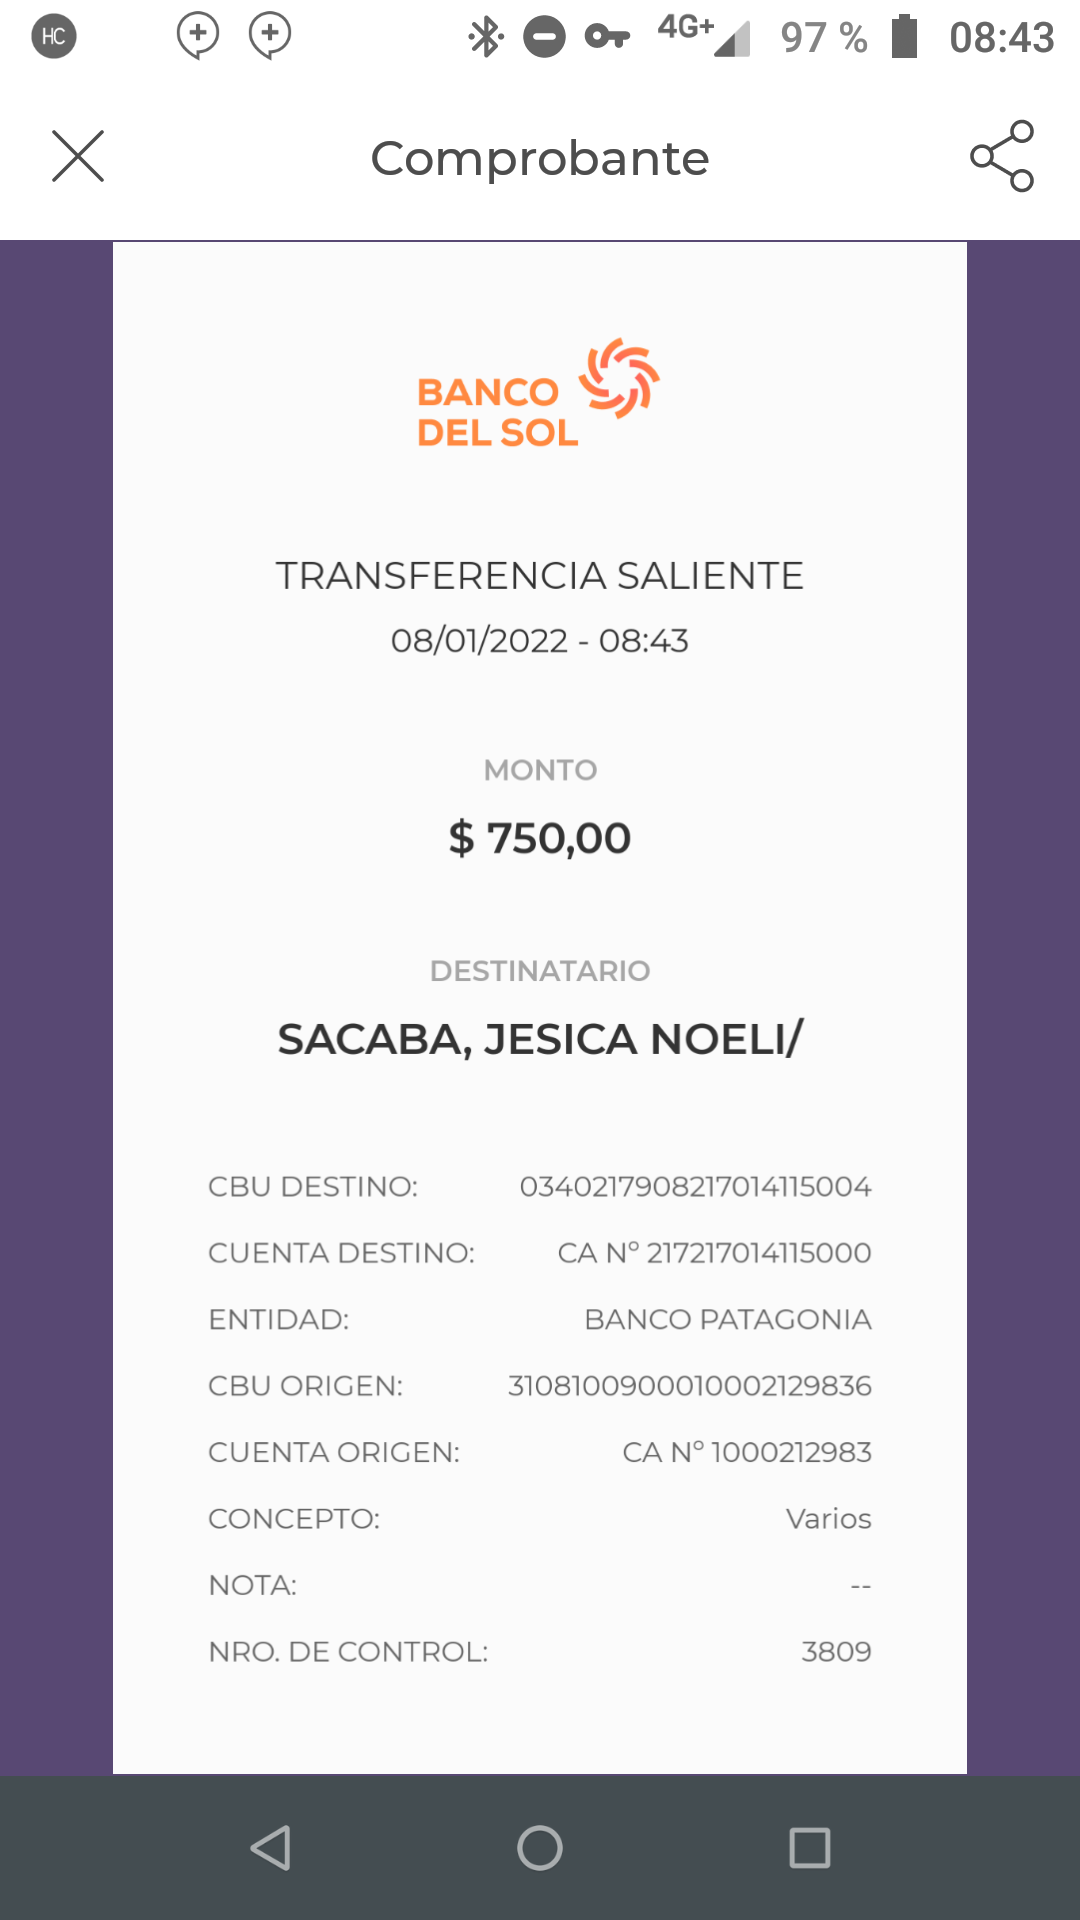 HC 4G+ 97 % 08:43
Comprobante
BANCO
DEL SOL
TRANSFERENCIA SALIENTE
08/01/2022 - 08:43
MONTO
$ 750,00
DESTINATARIO
SACABA, JESICA NOELI/
CBU DESTINO: 0340217908217014115004
CUENTA DESTINO: CA Nº 217217014115000
ENTIDAD: BANCO PATAGONIA
CBU ORIGEN: 3108100900010002129836
CUENTA ORIGEN: CA Nº 1000212983
CONCEPTO: Varios
NOTA: --
NRO. DE CONTROL: 3809